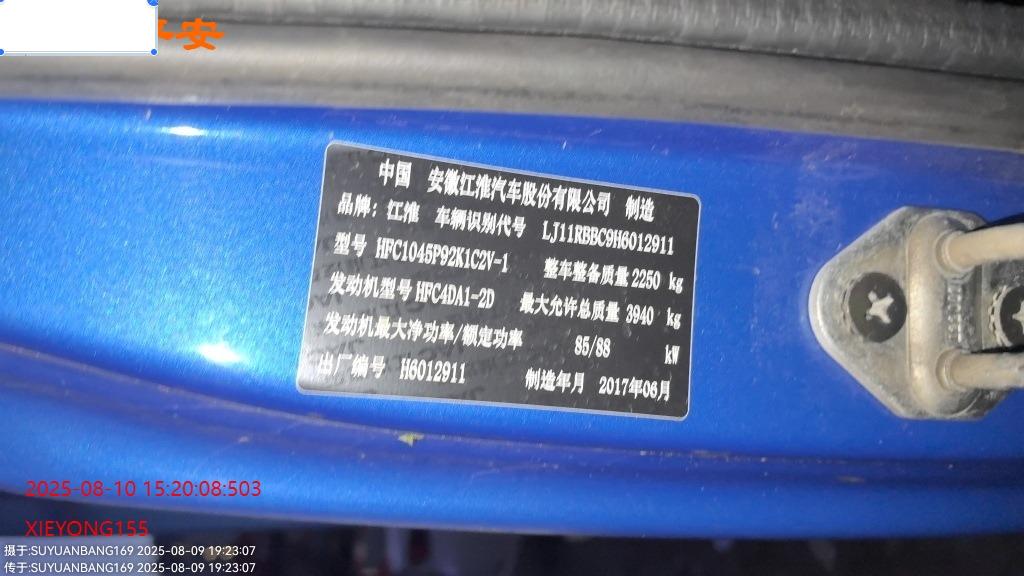 平安
中国 安徽江淮汽车股份有限公司 制造
品牌：江淮 车辆识别代号 LJ11RBBC9H6012911
型号 HFC1045P92K1C2V-1 整车整备质量 2250 kg
发动机型号 HFC4DA1-2D 最大允许总质量 3940 kg
发动机最大净功率/额定功率 85/88 kW
出厂编号 H6012911 制造年月 2017年06月
2025-08-10 15:20:08:503
XIEYONG155
摄于:SUYUANBANG169 2025-08-09 19:23:07
传于:SUYUANBANG169 2025-08-09 19:23:07